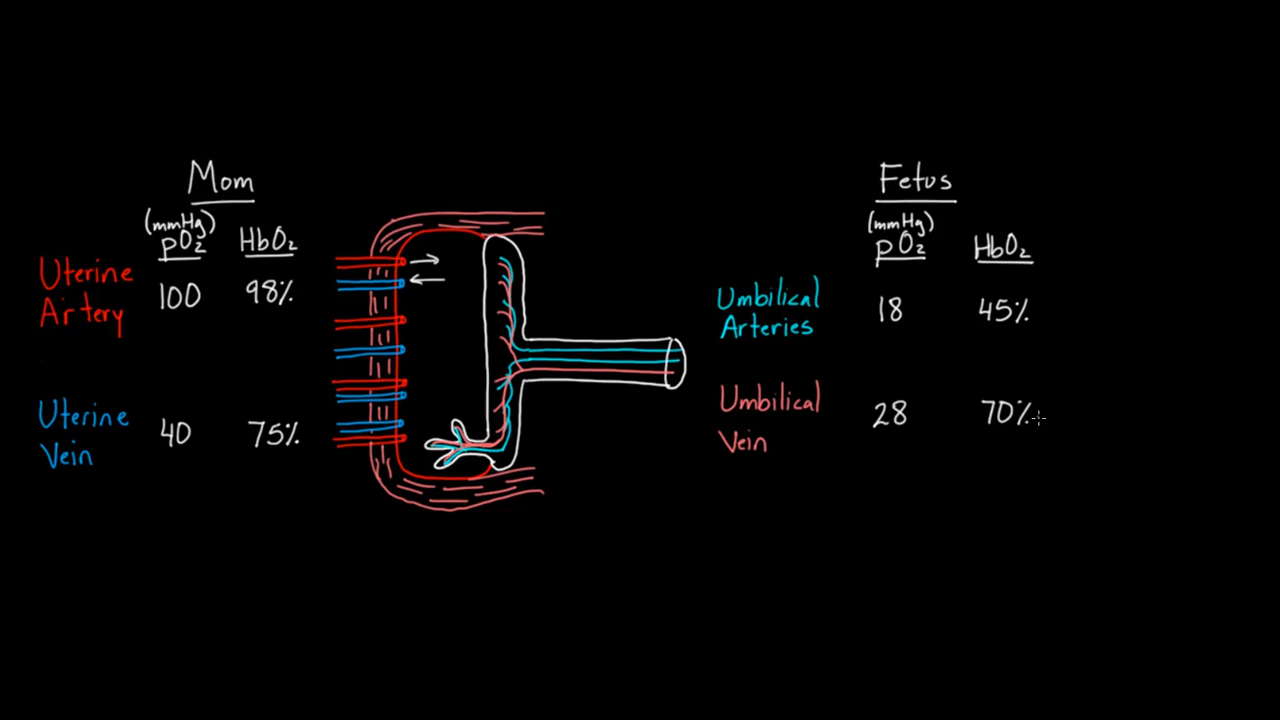 Mom
(mmHg)
pO₂ HbO₂
Uterine
Artery 100 98%
Uterine
Vein 40 75%
Fetus
(mmHg)
pO₂ HbO₂
Umbilical
Arteries 18 45%
Umbilical
Vein 28 70%